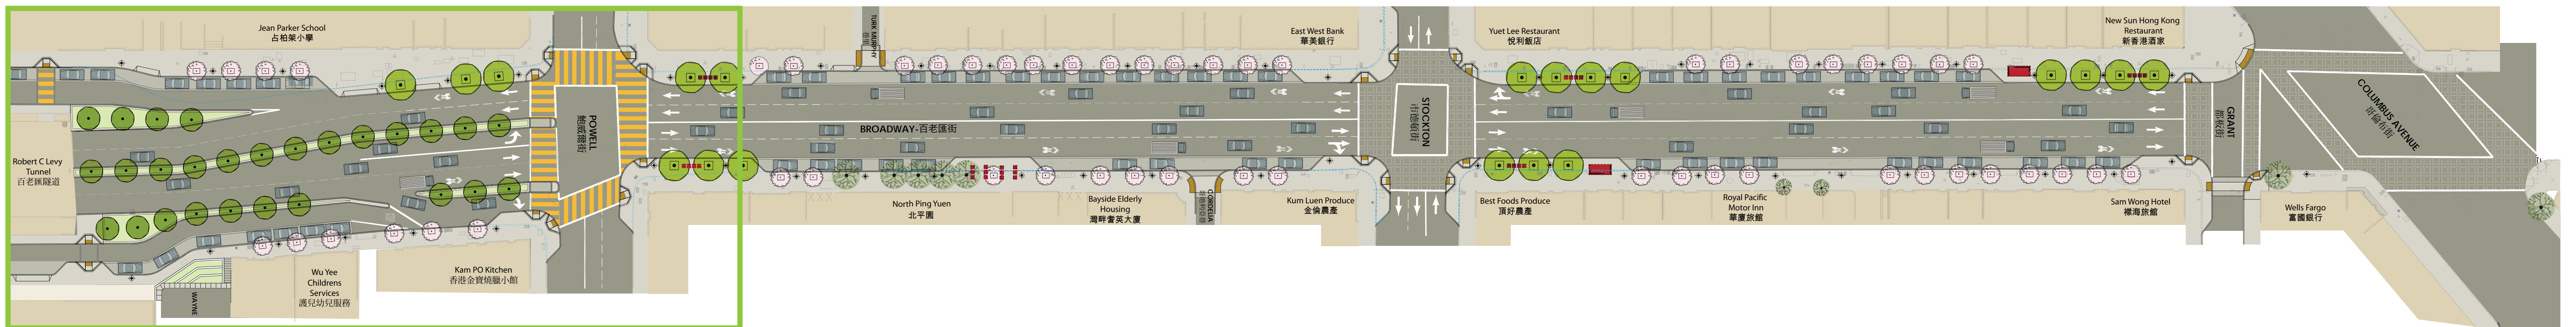 Jean Parker School
占柏架小學
TURK MURPHY
East West Bank
華美銀行
Yuet Lee Restaurant
悅利飯店
New Sun Hong Kong
Restaurant
新香港酒家
Robert C Levy
Tunnel
百老匯隧道
POWELL
鮑威爾街
BROADWAY-百老匯街
STOCKTON
市德頓街
GRANT
都板街
COLUMBUS AVENUE
哥倫布街
North Ping Yuen
北平園
Bayside Elderly
Housing
灣畔耆英大廈
CORDELIA
Kum Luen Produce
金倫農產
Best Foods Produce
頂好農產
Royal Pacific
Motor Inn
華廈旅館
Sam Wong Hotel
襟海旅館
Wells Fargo
富國銀行
Wu Yee
Childrens
Services
護兒幼兒服務
Kam PO Kitchen
香港金寶燒臘小館
WAYNE